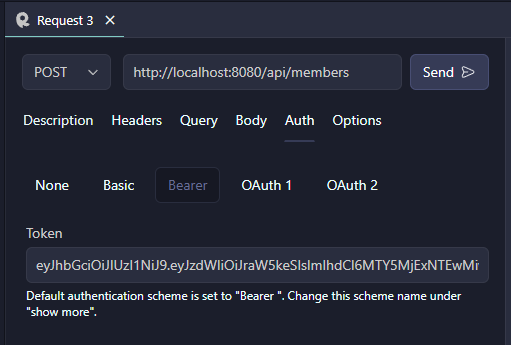 Request 3
POST
http://localhost:8080/api/members
Send
Description Headers Query Body Auth Options
None Basic Bearer OAuth 1 OAuth 2
Token
eyJhbGciOiJIUzI1NiJ9.eyJzdWIiOiJraW5keSIsImlhdCI6MTY5MjExNTEwMi
Default authentication scheme is set to "Bearer ". Change this scheme name under
"show more".